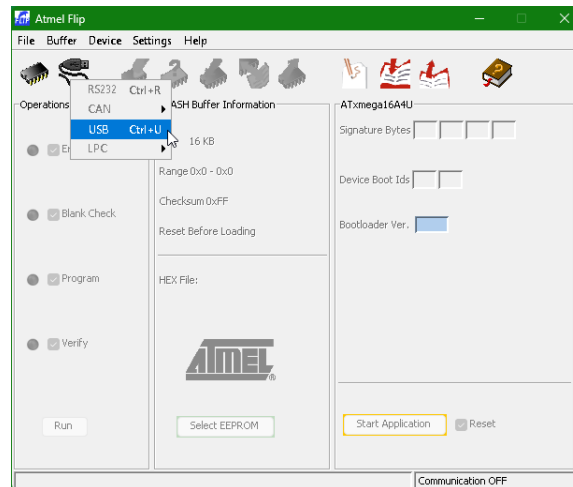 Atmel Flip
File Buffer Device Settings Help
RS232 Ctrl+R
CAN
USB Ctrl+U
LPC
Operations
Blank Check
Program
Verify
Run
ASH Buffer Information
16 KB
Range 0x0 - 0x0
Checksum 0xFF
Reset Before Loading
HEX File:
ATMEL
®
Select EEPROM
ATxmega16A4U
Signature Bytes
Device Boot Ids
Bootloader Ver.
Start Application
Reset
Communication OFF